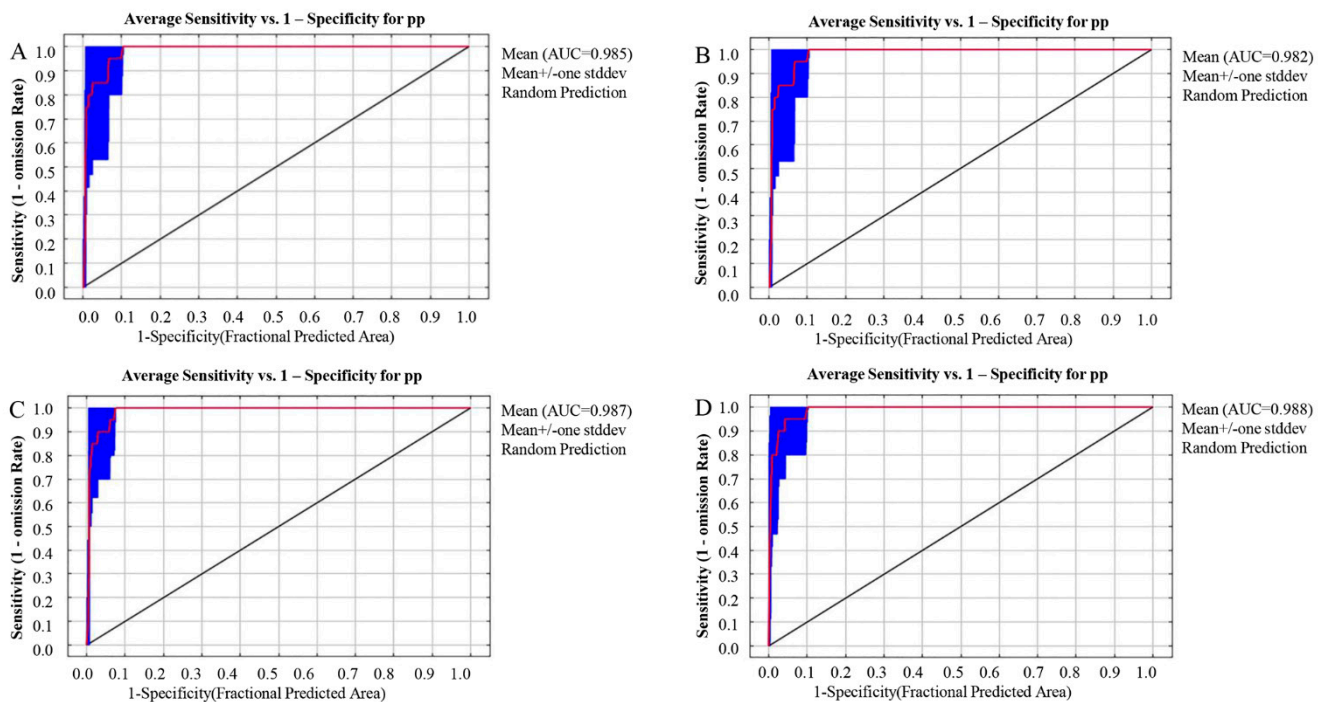 Average Sensitivity vs. 1 – Specificity for pp
A
Mean (AUC=0.985)
Mean+/-one stddev
Random Prediction
Sensitivity (1 - omission Rate)
1.0
0.9
0.8
0.7
0.6
0.5
0.4
0.3
0.2
0.1
0.0
0.0 0.1 0.2 0.3 0.4 0.5 0.6 0.7 0.8 0.9 1.0
1-Specificity(Fractional Predicted Area)
Average Sensitivity vs. 1 – Specificity for pp
B
Mean (AUC=0.982)
Mean+/-one stddev
Random Prediction
Sensitivity (1 - omission Rate)
1.0
0.9
0.8
0.7
0.6
0.5
0.4
0.3
0.2
0.1
0.0
0.0 0.1 0.2 0.3 0.4 0.5 0.6 0.7 0.8 0.9 1.0
1-Specificity(Fractional Predicted Area)
Average Sensitivity vs. 1 – Specificity for pp
C
Mean (AUC=0.987)
Mean+/-one stddev
Random Prediction
Sensitivity (1 - omission Rate)
1.0
0.9
0.8
0.7
0.6
0.5
0.4
0.3
0.2
0.1
0.0
0.0 0.1 0.2 0.3 0.4 0.5 0.6 0.7 0.8 0.9 1.0
1-Specificity(Fractional Predicted Area)
Average Sensitivity vs. 1 – Specificity for pp
D
Mean (AUC=0.988)
Mean+/-one stddev
Random Prediction
Sensitivity (1 - omission Rate)
1.0
0.9
0.8
0.7
0.6
0.5
0.4
0.3
0.2
0.1
0.0
0.0 0.1 0.2 0.3 0.4 0.5 0.6 0.7 0.8 0.9 1.0
1-Specificity(Fractional Predicted Area)